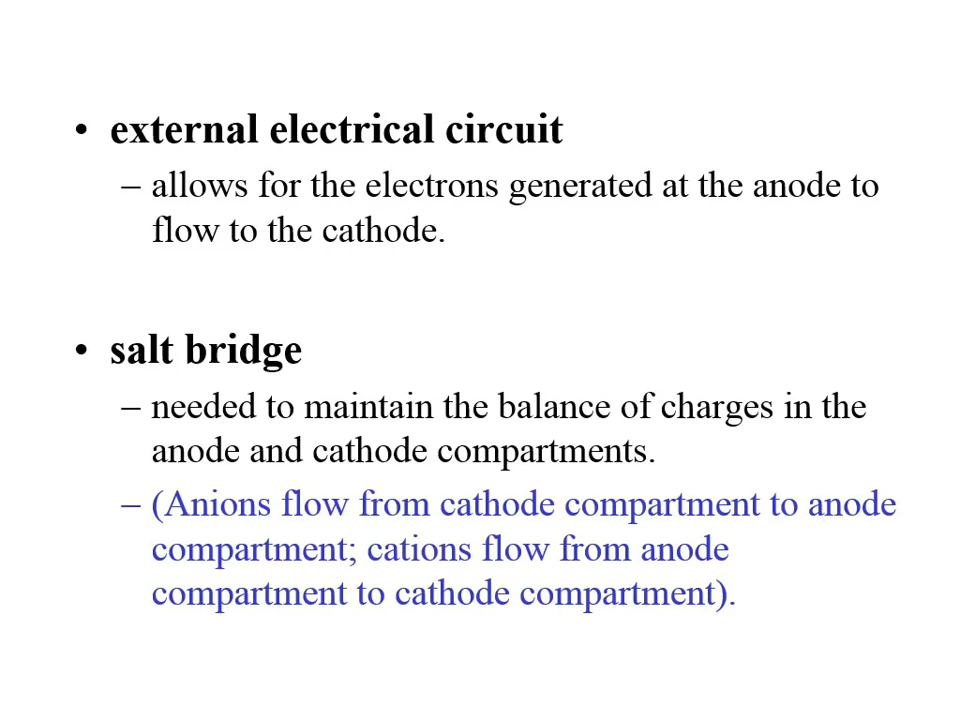 • external electrical circuit
– allows for the electrons generated at the anode to
flow to the cathode.
• salt bridge
– needed to maintain the balance of charges in the
anode and cathode compartments.
– (Anions flow from cathode compartment to anode
compartment; cations flow from anode
compartment to cathode compartment).